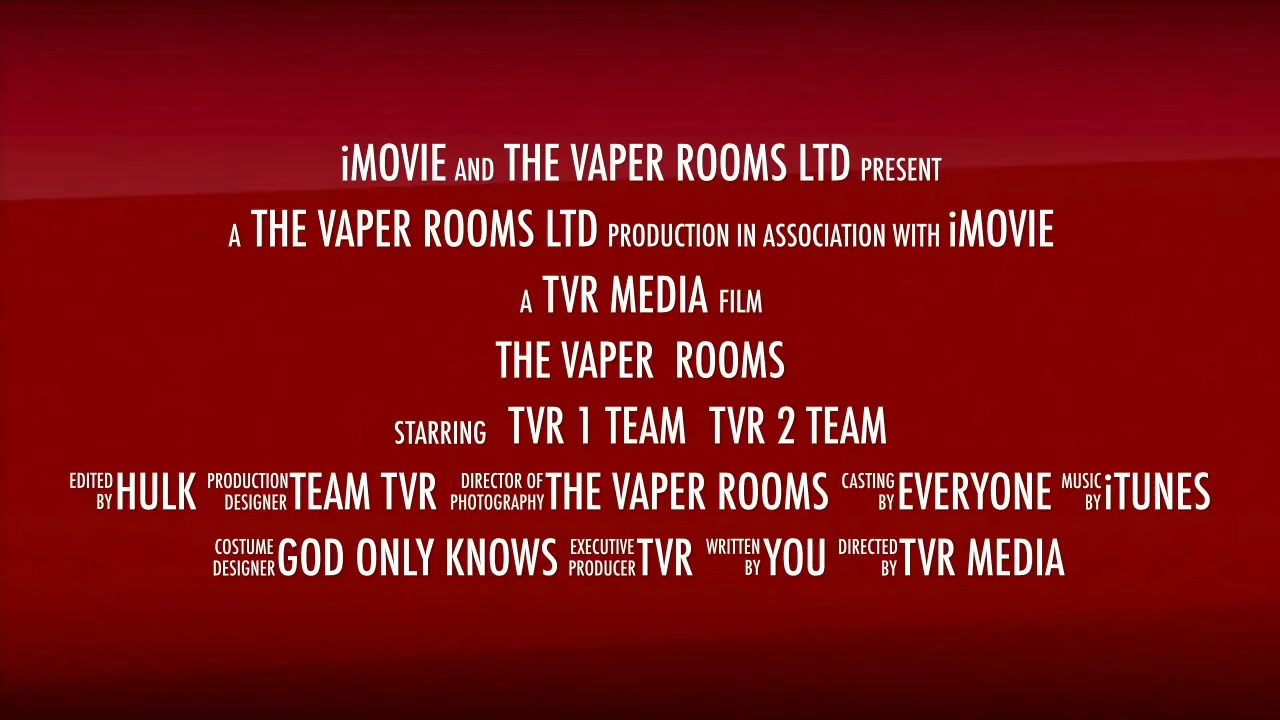 iMOVIE AND THE VAPER ROOMS LTD PRESENT
A THE VAPER ROOMS LTD PRODUCTION IN ASSOCIATION WITH iMOVIE
A TVR MEDIA FILM
THE VAPER ROOMS
STARRING TVR 1 TEAM TVR 2 TEAM
EDITED BY HULK PRODUCTION DESIGNER TEAM TVR DIRECTOR OF PHOTOGRAPHY THE VAPER ROOMS CASTING BY EVERYONE MUSIC BY iTUNES
COSTUME DESIGNER GOD ONLY KNOWS EXECUTIVE PRODUCER TVR WRITTEN BY YOU DIRECTED BY TVR MEDIA